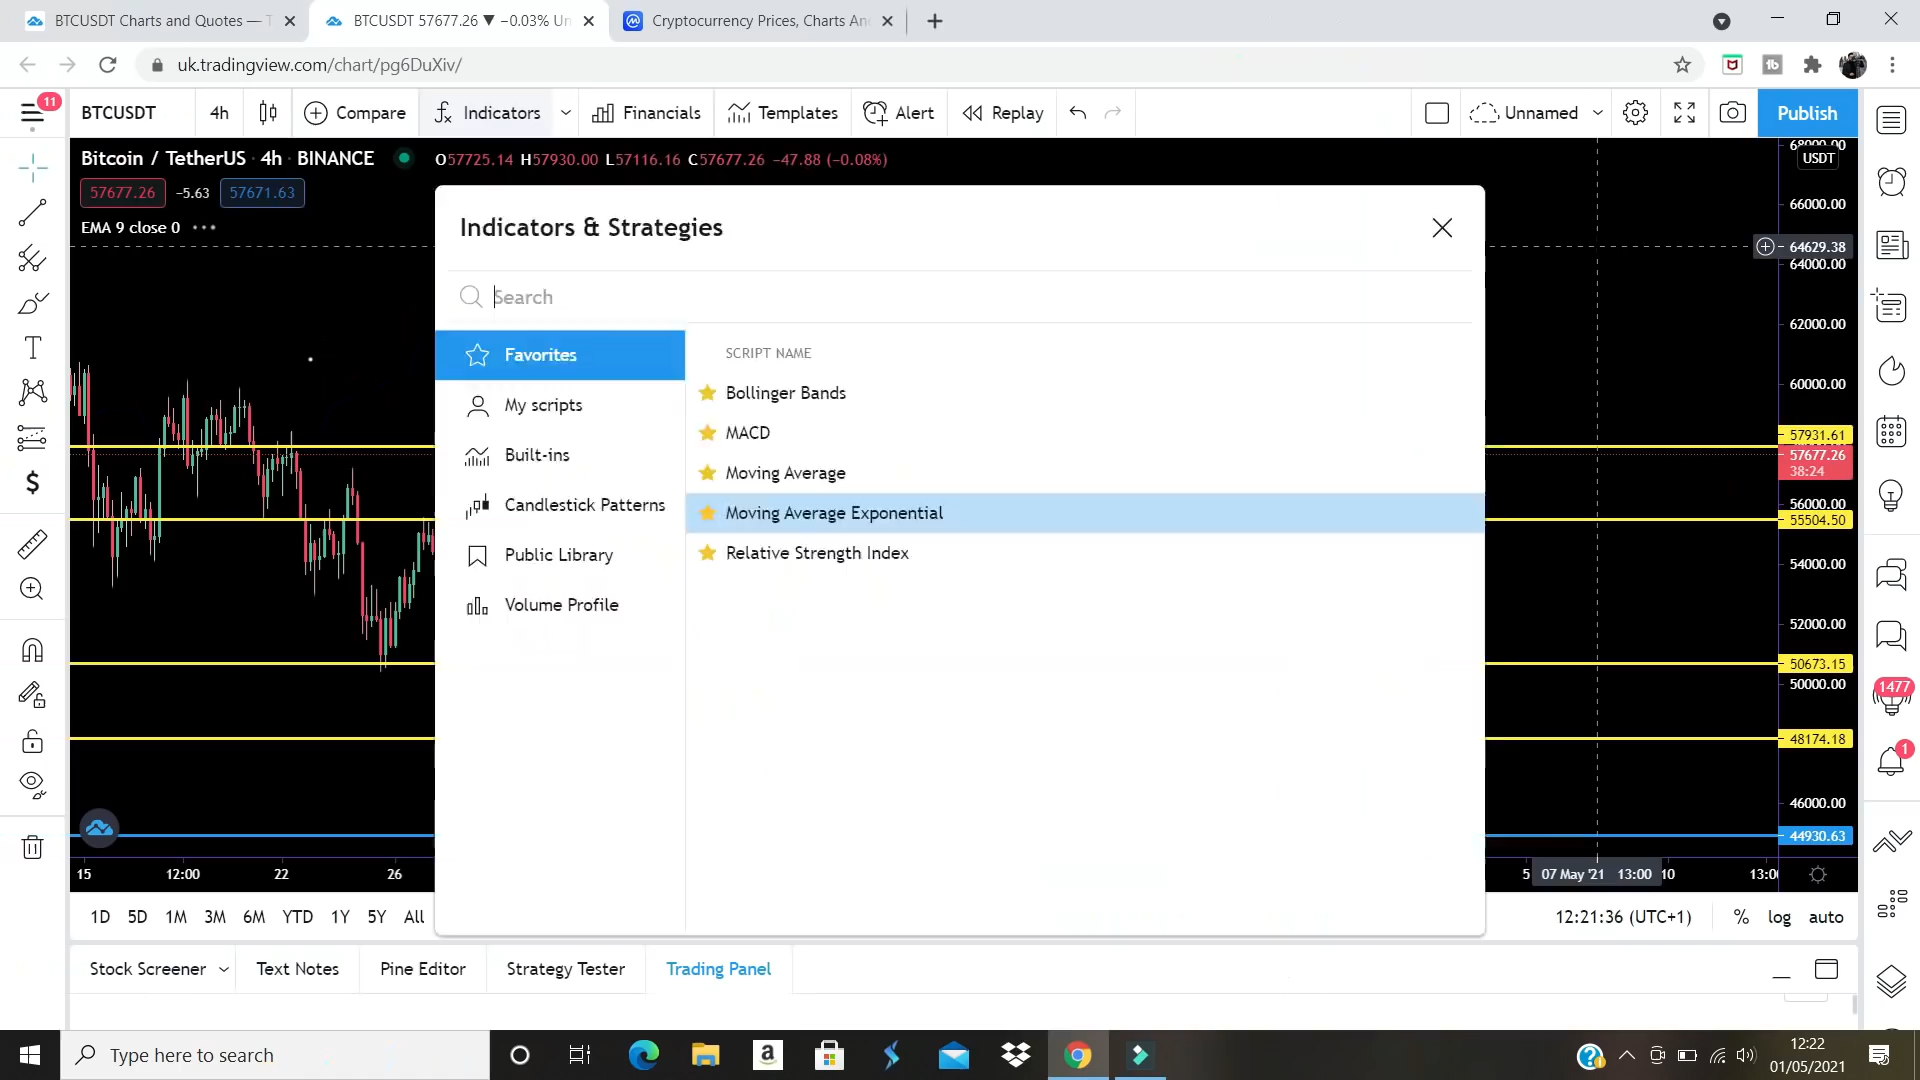 BTCUSDT Charts and Quotes — T
BTCUSDT 57677.26 ▼ −0.03% Un
Cryptocurrency Prices, Charts An
uk.tradingview.com/chart/pg6DuXiv/
11
BTCUSDT 4h Compare Indicators Financials Templates Alert Replay Unnamed Publish
Bitcoin / TetherUS · 4h · BINANCE O57725.14 H57930.00 L57116.16 C57677.26 −47.88 (−0.08%)
57677.26 −5.63 57671.63
EMA 9 close 0
Indicators & Strategies
Search
Favorites
My scripts
Built-ins
Candlestick Patterns
Public Library
Volume Profile
SCRIPT NAME
Bollinger Bands
MACD
Moving Average
Moving Average Exponential
Relative Strength Index
68000.00
USDT
66000.00
64629.38
64000.00
62000.00
60000.00
57931.61
57677.26
38:24
56000.00
55504.50
54000.00
52000.00
50673.15
50000.00
48174.18
46000.00
44930.63
1477
1
15 12:00 22 26 5 07 May '21 13:00 10 13:00
1D 5D 1M 3M 6M YTD 1Y 5Y All 12:21:36 (UTC+1) % log auto
Stock Screener Text Notes Pine Editor Strategy Tester Trading Panel
Type here to search
12:22
01/05/2021